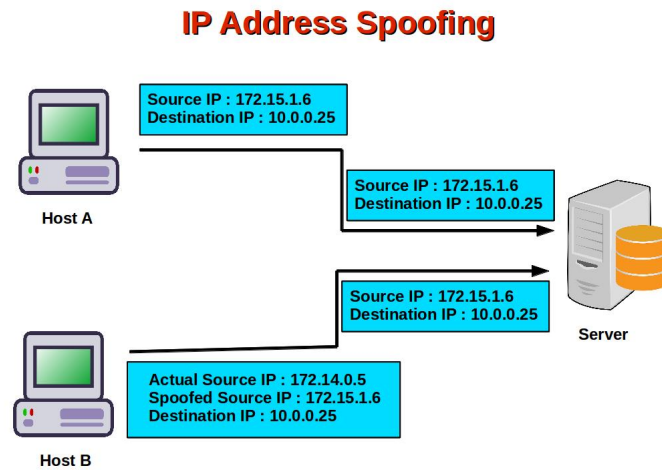 IP Address Spoofing
Source IP : 172.15.1.6
Destination IP : 10.0.0.25
Source IP : 172.15.1.6
Destination IP : 10.0.0.25
Host A
Source IP : 172.15.1.6
Destination IP : 10.0.0.25
Server
Actual Source IP : 172.14.0.5
Spoofed Source IP : 172.15.1.6
Destination IP : 10.0.0.25
Host B